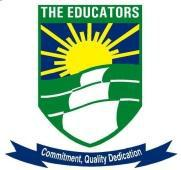 THE EDUCATORS
Commitment, Quality Dedication